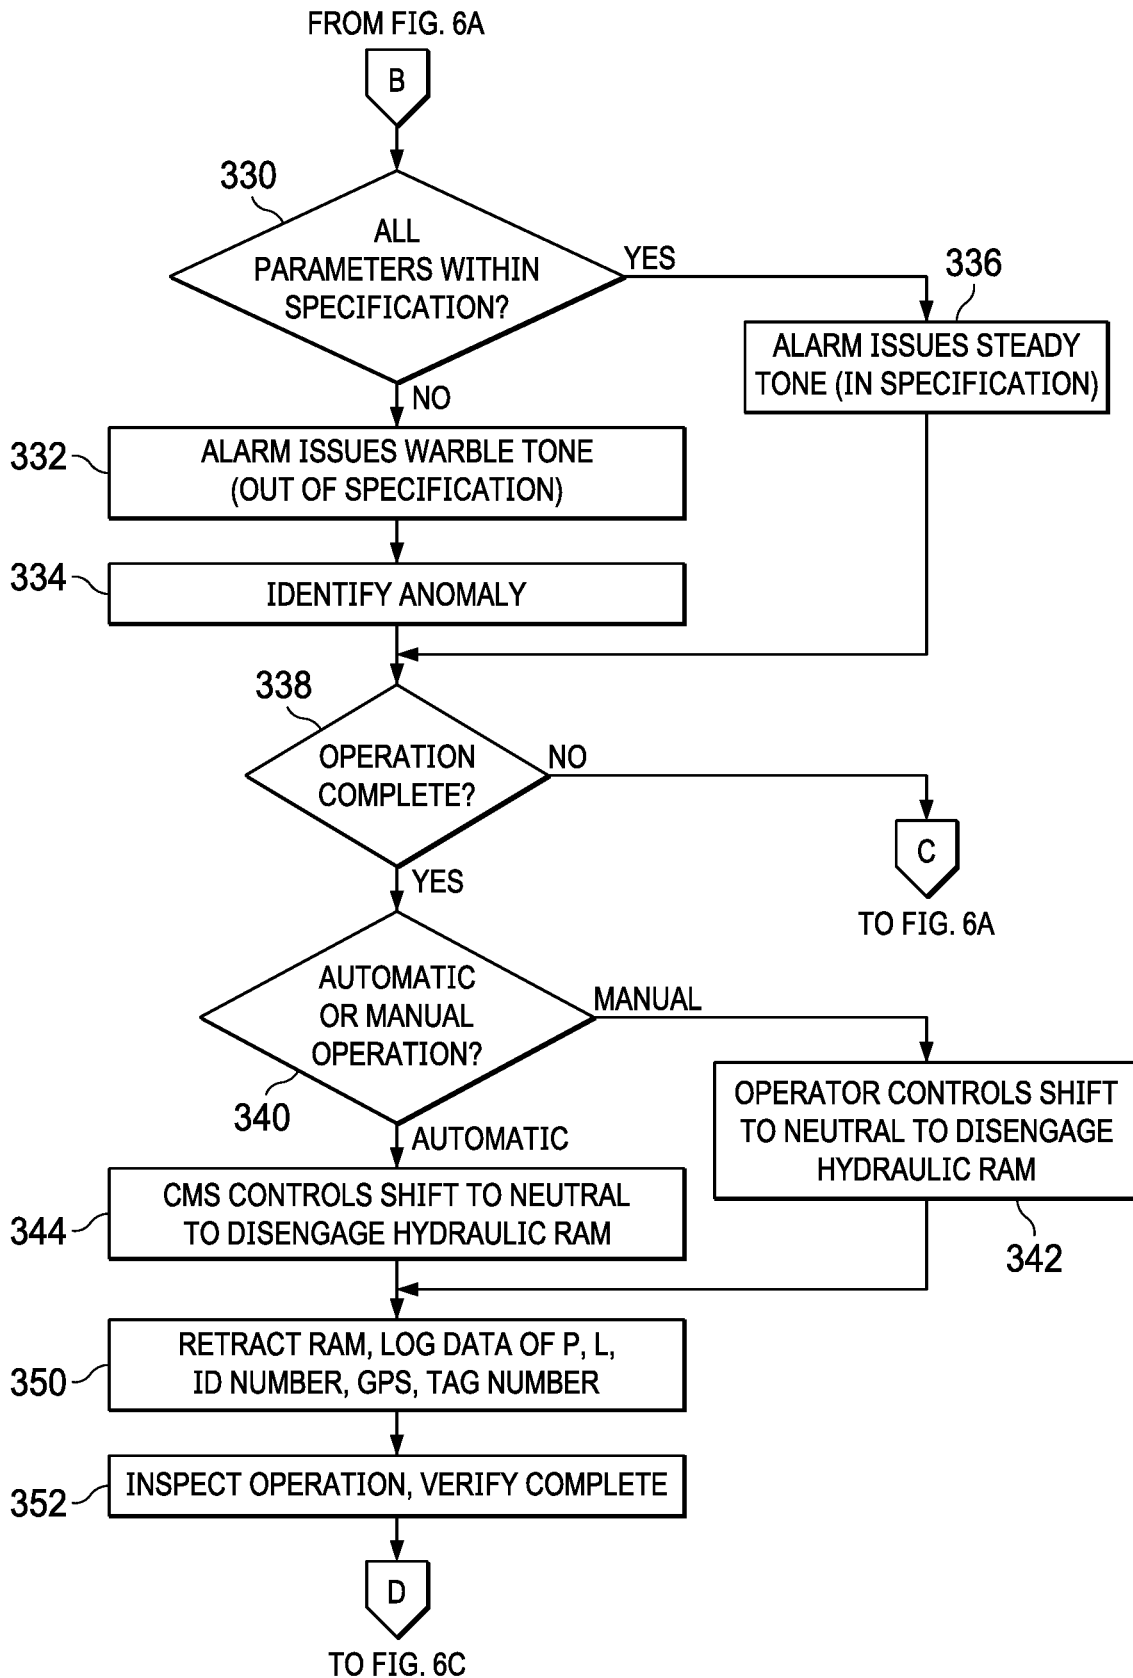 FROM FIG. 6A
B
330
ALL
PARAMETERS WITHIN
SPECIFICATION?
YES
336
ALARM ISSUES STEADY
TONE (IN SPECIFICATION)
NO
332
ALARM ISSUES WARBLE TONE
(OUT OF SPECIFICATION)
334
IDENTIFY ANOMALY
338
OPERATION
COMPLETE?
NO
C
TO FIG. 6A
YES
AUTOMATIC
OR MANUAL
OPERATION?
340
MANUAL
OPERATOR CONTROLS SHIFT
TO NEUTRAL TO DISENGAGE
HYDRAULIC RAM
342
AUTOMATIC
CMS CONTROLS SHIFT TO NEUTRAL
TO DISENGAGE HYDRAULIC RAM
344
RETRACT RAM, LOG DATA OF P, L,
ID NUMBER, GPS, TAG NUMBER
350
INSPECT OPERATION, VERIFY COMPLETE
352
D
TO FIG. 6C